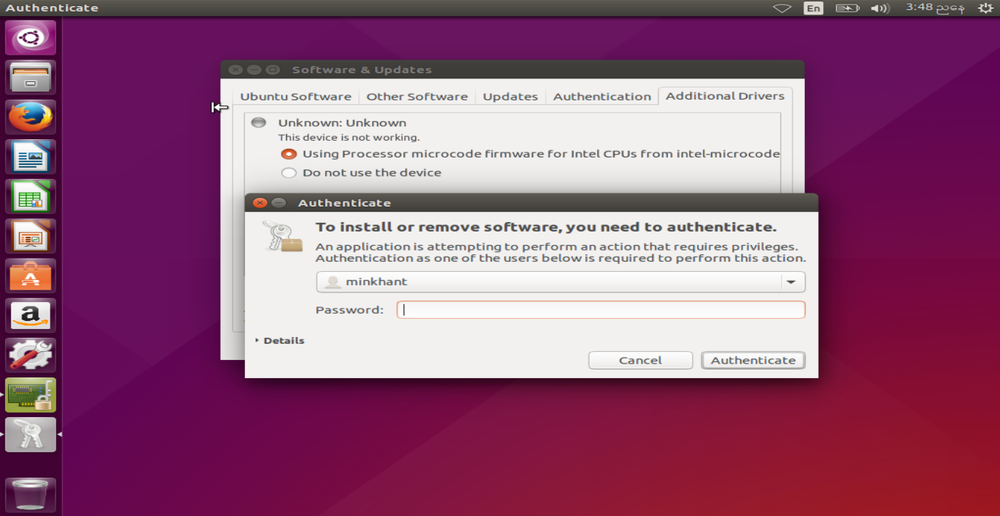 Authenticate
En
3:48 ညနေ
Software & Updates
Ubuntu Software
Other Software
Updates
Authentication
Additional Drivers
Unknown: Unknown
This device is not working.
Using Processor microcode firmware for Intel CPUs from intel-microcode
Do not use the device
Authenticate
To install or remove software, you need to authenticate.
An application is attempting to perform an action that requires privileges.
Authentication as one of the users below is required to perform this action.
minkhant
Password:
Details
Cancel
Authenticate
A
a